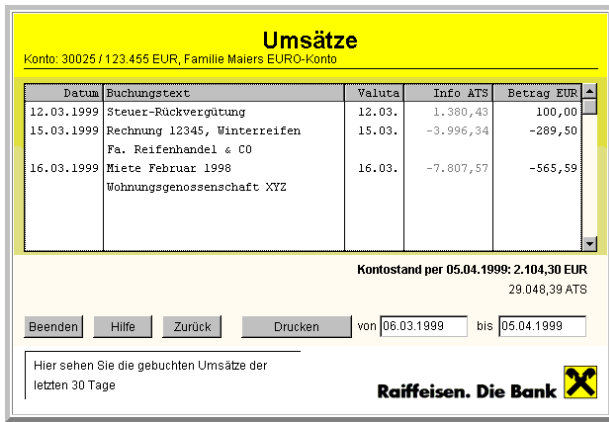 Umsätze
Konto: 30025 / 123.455 EUR, Familie Maiers EURO-Konto
Datum Buchungstext Valuta Info ATS Betrag EUR
12.03.1999 Steuer-Rückvergütung 12.03. 1.380,43 100,00
15.03.1999 Rechnung 12345, Winterreifen 15.03. -3.996,34 -289,50
Fa. Reifenhandel & CO
16.03.1999 Miete Februar 1998 16.03. -7.807,57 -565,59
Wohnungsgenossenschaft XYZ
Kontostand per 05.04.1999: 2.104,30 EUR
29.048,39 ATS
Beenden Hilfe Zurück Drucken von 06.03.1999 bis 05.04.1999
Hier sehen Sie die gebuchten Umsätze der
letzten 30 Tage
Raiffeisen. Die Bank